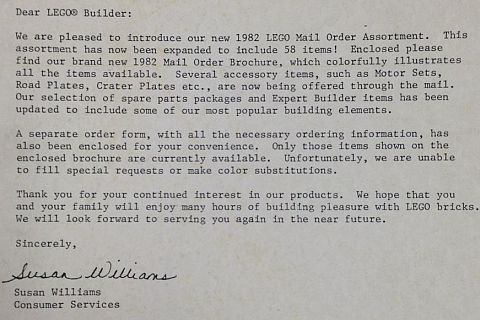 Dear LEGO® Builder:
We are pleased to introduce our new 1982 LEGO Mail Order Assortment. This
assortment has now been expanded to include 58 items! Enclosed please
find our brand new 1982 Mail Order Brochure, which colorfully illustrates
all the items available. Several accessory items, such as Motor Sets,
Road Plates, Crater Plates etc., are now being offered through the mail.
Our selection of spare parts packages and Expert Builder items has been
updated to include some of our most popular building elements.
A separate order form, with all the necessary ordering information, has
also been enclosed for your convenience. Only those items shown on the
enclosed brochure are currently available. Unfortunately, we are unable
to fill special requests or make color substitutions.
Thank you for your continued interest in our products. We hope that you
and your family will enjoy many hours of building pleasure with LEGO bricks.
We will look forward to serving you again in the near future.
Sincerely,
Susan Williams
Susan Williams
Consumer Services